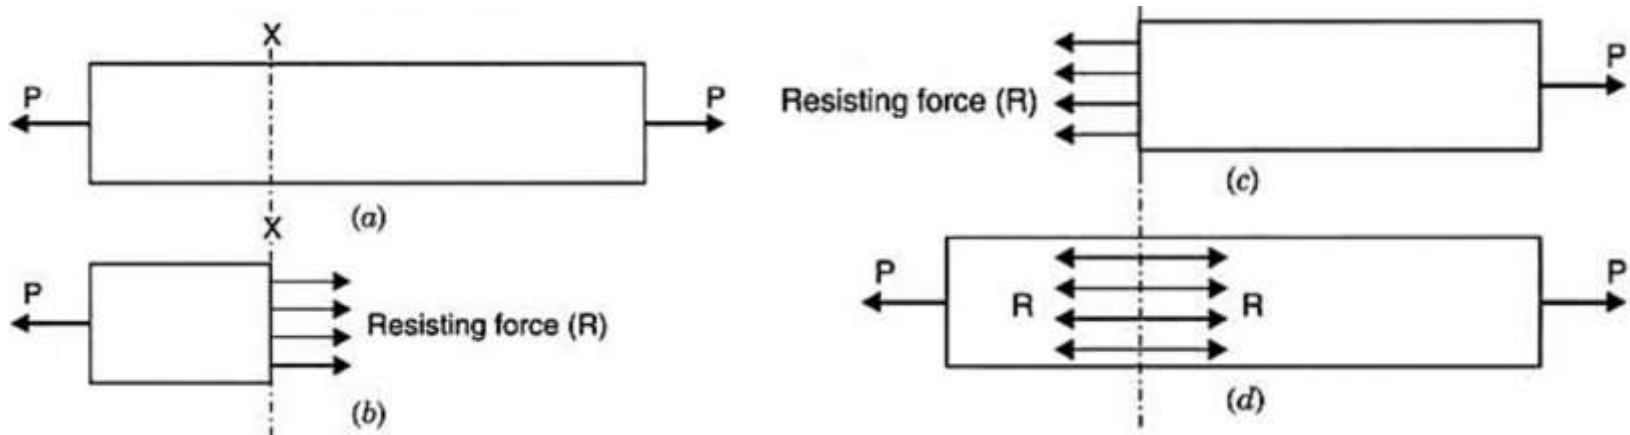 X
P
P
(a)
X
P
Resisting force (R)
(b)
P
Resisting force (R)
(c)
P
P
R
R
(d)